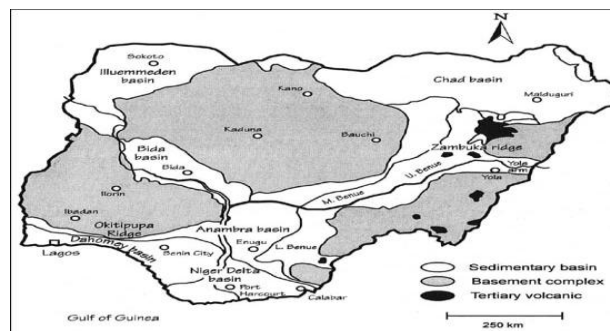 N
Sokoto
Illuemmeden
basin
Chad basin
Kano
Maiduguri
Kaduna
Bauchi
Zambuka ridge
Bida
basin
Bida
Yola
arm
Yola
M. Benue
U. Benue
Ilorin
Ibadan
Okitipupa
Ridge
Anambra basin
Dahomey basin
Enugu
L. Benue
Lagos
Benin City
Niger Delta
basin
Port
Harcourt
Calabar
Gulf of Guinea
Sedimentary basin
Basement complex
Tertiary volcanic
250 km